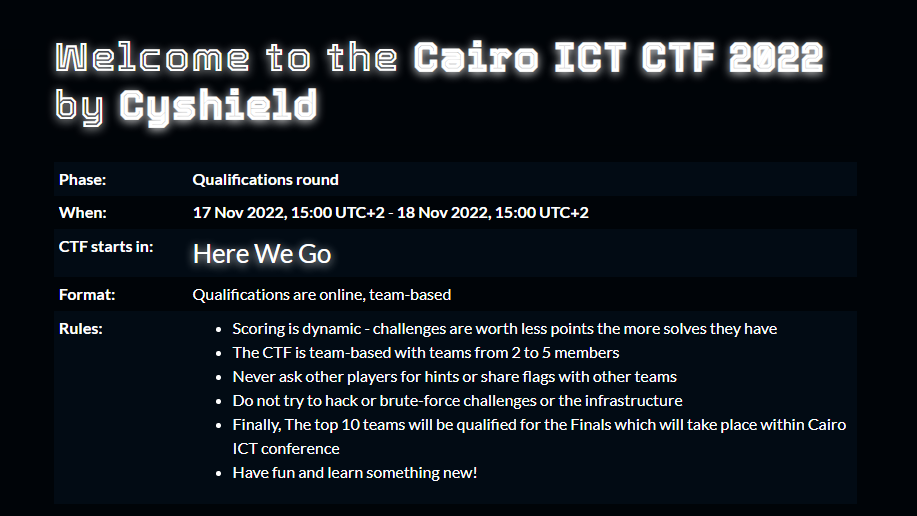 Welcome to the Cairo ICT CTF 2022
by Cyshield
Phase: Qualifications round
When: 17 Nov 2022, 15:00 UTC+2 - 18 Nov 2022, 15:00 UTC+2
CTF starts in: Here We Go
Format: Qualifications are online, team-based
Rules:
• Scoring is dynamic - challenges are worth less points the more solves they have
• The CTF is team-based with teams from 2 to 5 members
• Never ask other players for hints or share flags with other teams
• Do not try to hack or brute-force challenges or the infrastructure
• Finally, The top 10 teams will be qualified for the Finals which will take place within Cairo
ICT conference
• Have fun and learn something new!